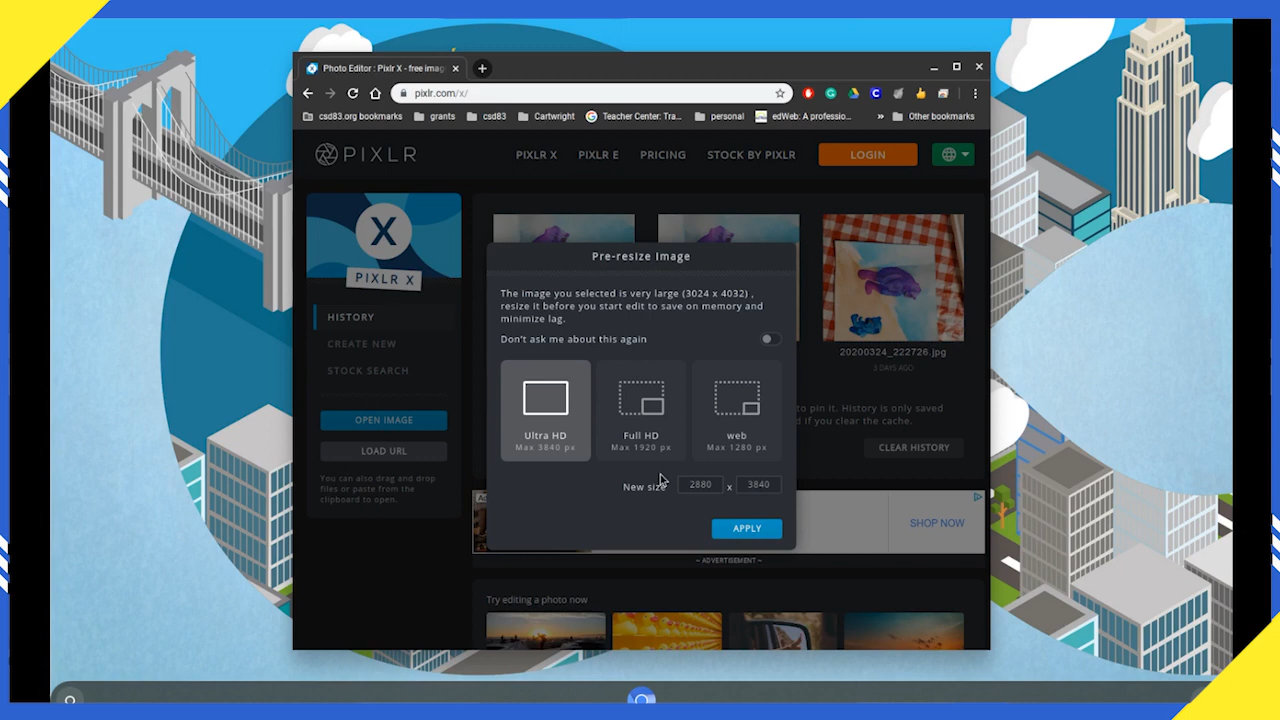 Photo Editor : Pixlr X - free imag
pixlr.com/x/
csd83.org bookmarks
grants
csd83
Cartwright
Teacher Center: Tra...
personal
edWeb: A professio...
»
Other bookmarks
PIXLR
PIXLR X
PIXLR E
PRICING
STOCK BY PIXLR
LOGIN
X
PIXLR X
HISTORY
CREATE NEW
STOCK SEARCH
OPEN IMAGE
LOAD URL
You can also drag and drop
files or paste from the
clipboard to open.
Pre-resize Image
The image you selected is very large (3024 x 4032) ,
resize it before you start edit to save on memory and
minimize lag.
Don't ask me about this again
Ultra HD
Max 3840 px
Full HD
Max 1920 px
web
Max 1280 px
New size
2880 x 3840
APPLY
20200324_222726.jpg
3 DAYS AGO
to pin it. History is only saved
d if you clear the cache.
CLEAR HISTORY
SHOP NOW
~ ADVERTISEMENT ~
Try editing a photo now